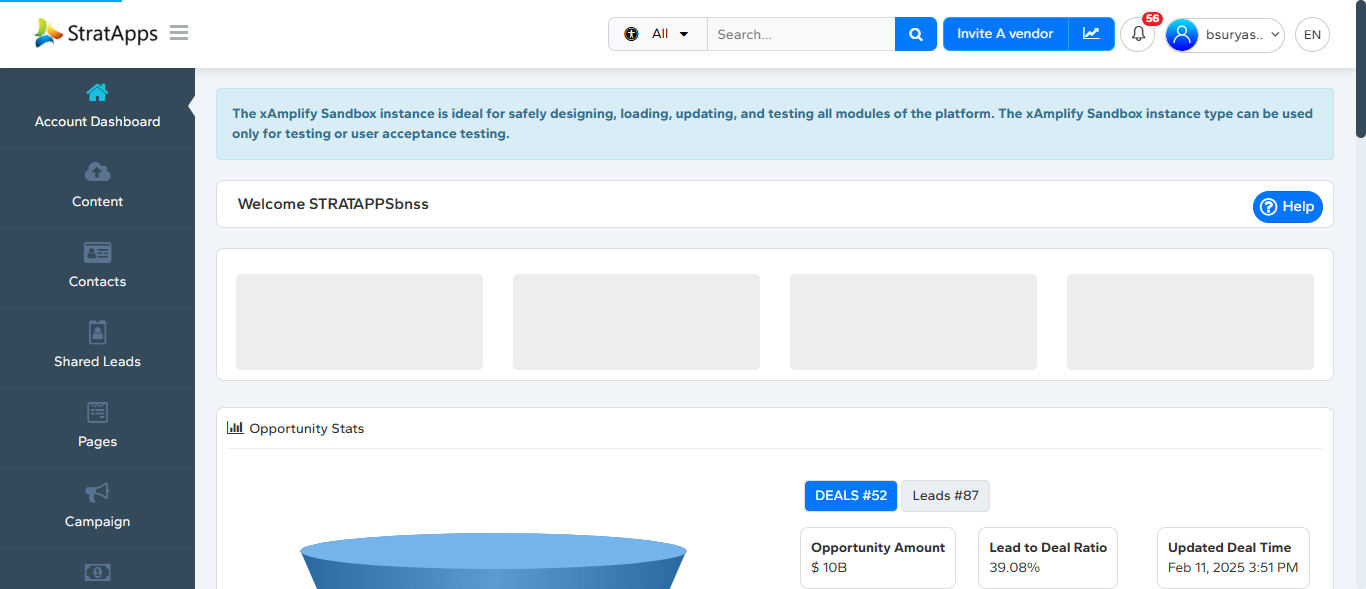 StratApps
All
Search...
Invite A vendor
56
bsuryas..
EN
Account Dashboard
Content
Contacts
Shared Leads
Pages
Campaign
The xAmplify Sandbox instance is ideal for safely designing, loading, updating, and testing all modules of the platform. The xAmplify Sandbox instance type can be used
only for testing or user acceptance testing.
Welcome STRATAPPSbnss
Help
Opportunity Stats
DEALS #52
Leads #87
Opportunity Amount
$ 10B
Lead to Deal Ratio
39.08%
Updated Deal Time
Feb 11, 2025 3:51 PM